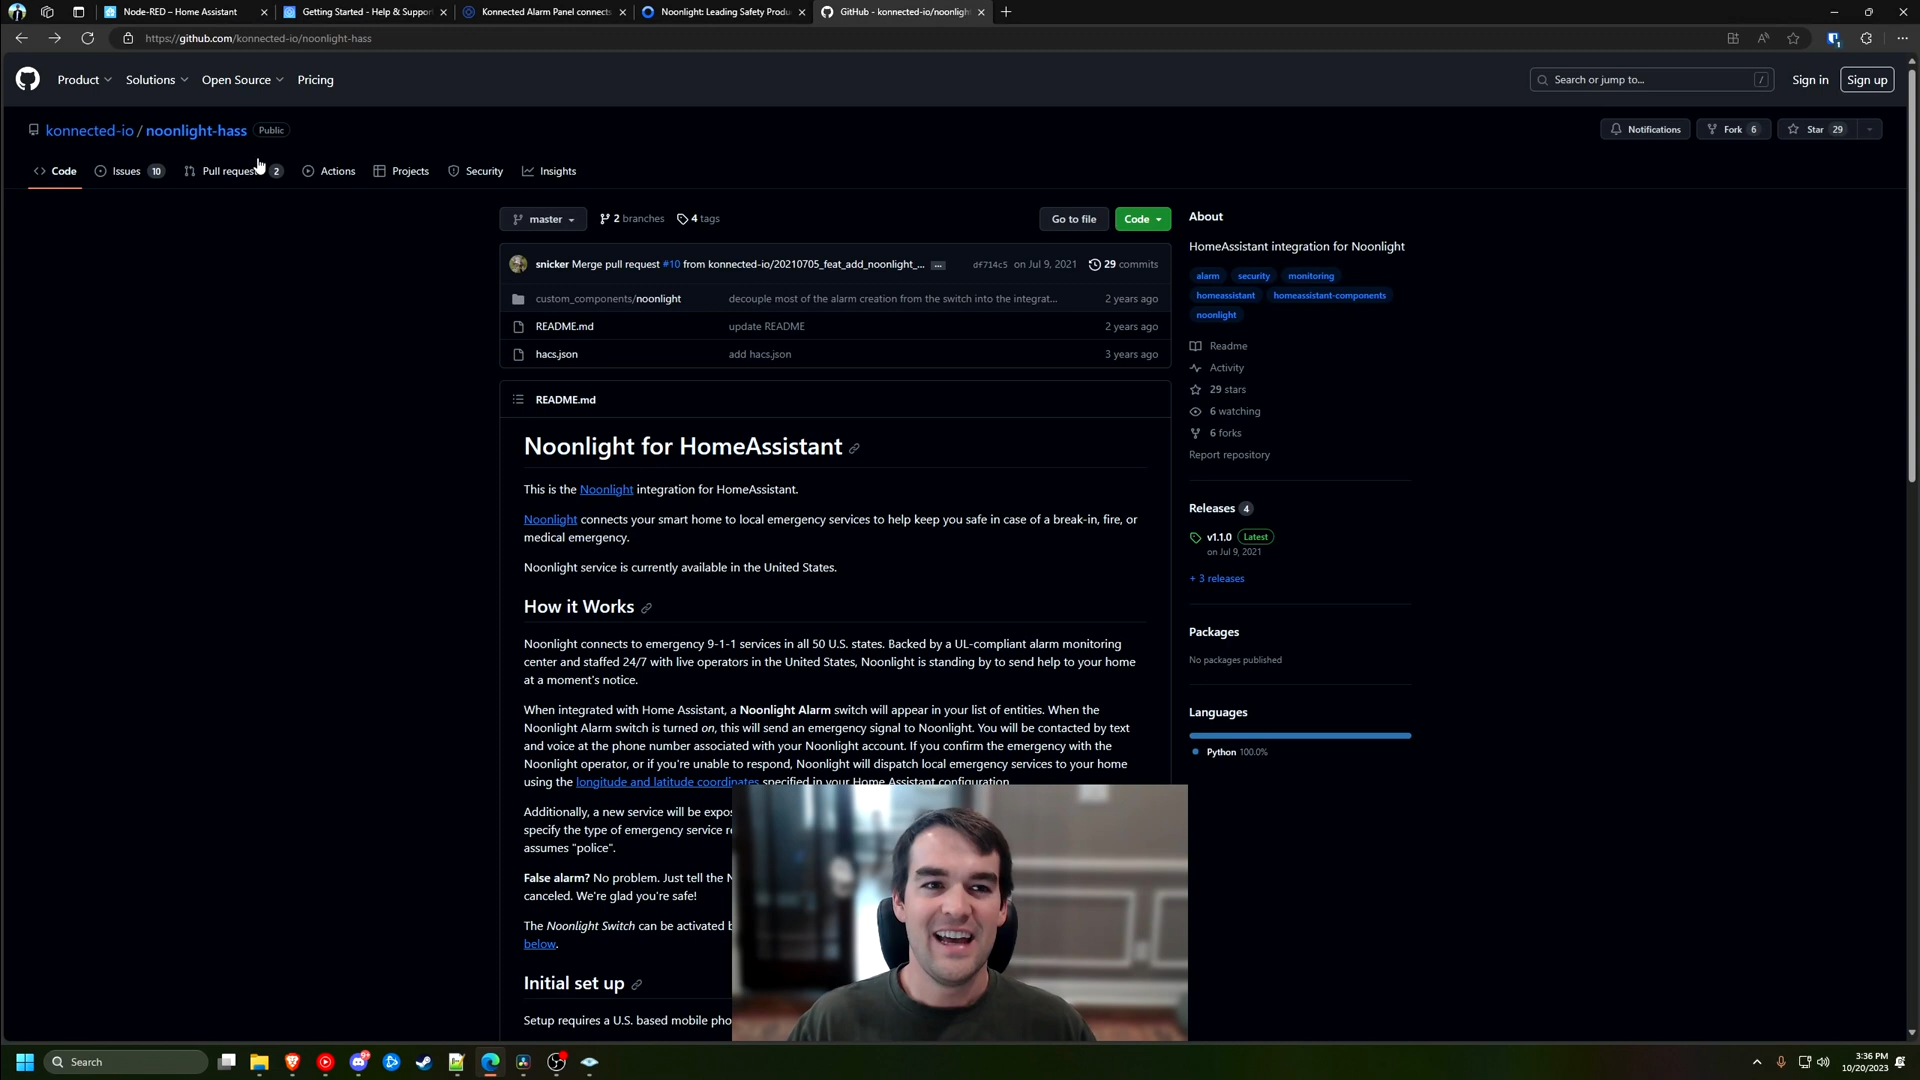 Node-RED – Home Assistant
Getting Started - Help & Suppor
Konnected Alarm Panel connects
Noonlight: Leading Safety Produ
GitHub - konnected-io/noonligh
https://github.com/konnected-io/noonlight-hass
Product
Solutions
Open Source
Pricing
Search or jump to...
/
Sign in
Sign up
konnected-io / noonlight-hass Public
Notifications
Fork 6
Star 29
Code
Issues 10
Pull reques 2
Actions
Projects
Security
Insights
master
2 branches
4 tags
Go to file
Code
snicker Merge pull request #10 from konnected-io/20210705_feat_add_noonlight_... ...
df714c5 on Jul 9, 2021
29 commits
custom_components/noonlight decouple most of the alarm creation from the switch into the integrat... 2 years ago
README.md update README 2 years ago
hacs.json add hacs.json 3 years ago
README.md
Noonlight for HomeAssistant
This is the Noonlight integration for HomeAssistant.
Noonlight connects your smart home to local emergency services to help keep you safe in case of a break-in, fire, or
medical emergency.
Noonlight service is currently available in the United States.
How it Works
Noonlight connects to emergency 9-1-1 services in all 50 U.S. states. Backed by a UL-compliant alarm monitoring
center and staffed 24/7 with live operators in the United States, Noonlight is standing by to send help to your home
at a moment's notice.
When integrated with Home Assistant, a Noonlight Alarm switch will appear in your list of entities. When the
Noonlight Alarm switch is turned on, this will send an emergency signal to Noonlight. You will be contacted by text
and voice at the phone number associated with your Noonlight account. If you confirm the emergency with the
Noonlight operator, or if you're unable to respond, Noonlight will dispatch local emergency services to your home
using the longitude and latitude coordinates specified in your Home Assistant configuration.
Additionally, a new service will be expos
specify the type of emergency service re
assumes "police".
False alarm? No problem. Just tell the N
canceled. We're glad you're safe!
The Noonlight Switch can be activated b
below.
Initial set up
Setup requires a U.S. based mobile pho
About
HomeAssistant integration for Noonlight
alarm security monitoring
homeassistant homeassistant-components
noonlight
Readme
Activity
29 stars
6 watching
6 forks
Report repository
Releases 4
v1.1.0 Latest
on Jul 9, 2021
+ 3 releases
Packages
No packages published
Languages
Python 100.0%
Search
3:36 PM
10/20/2023